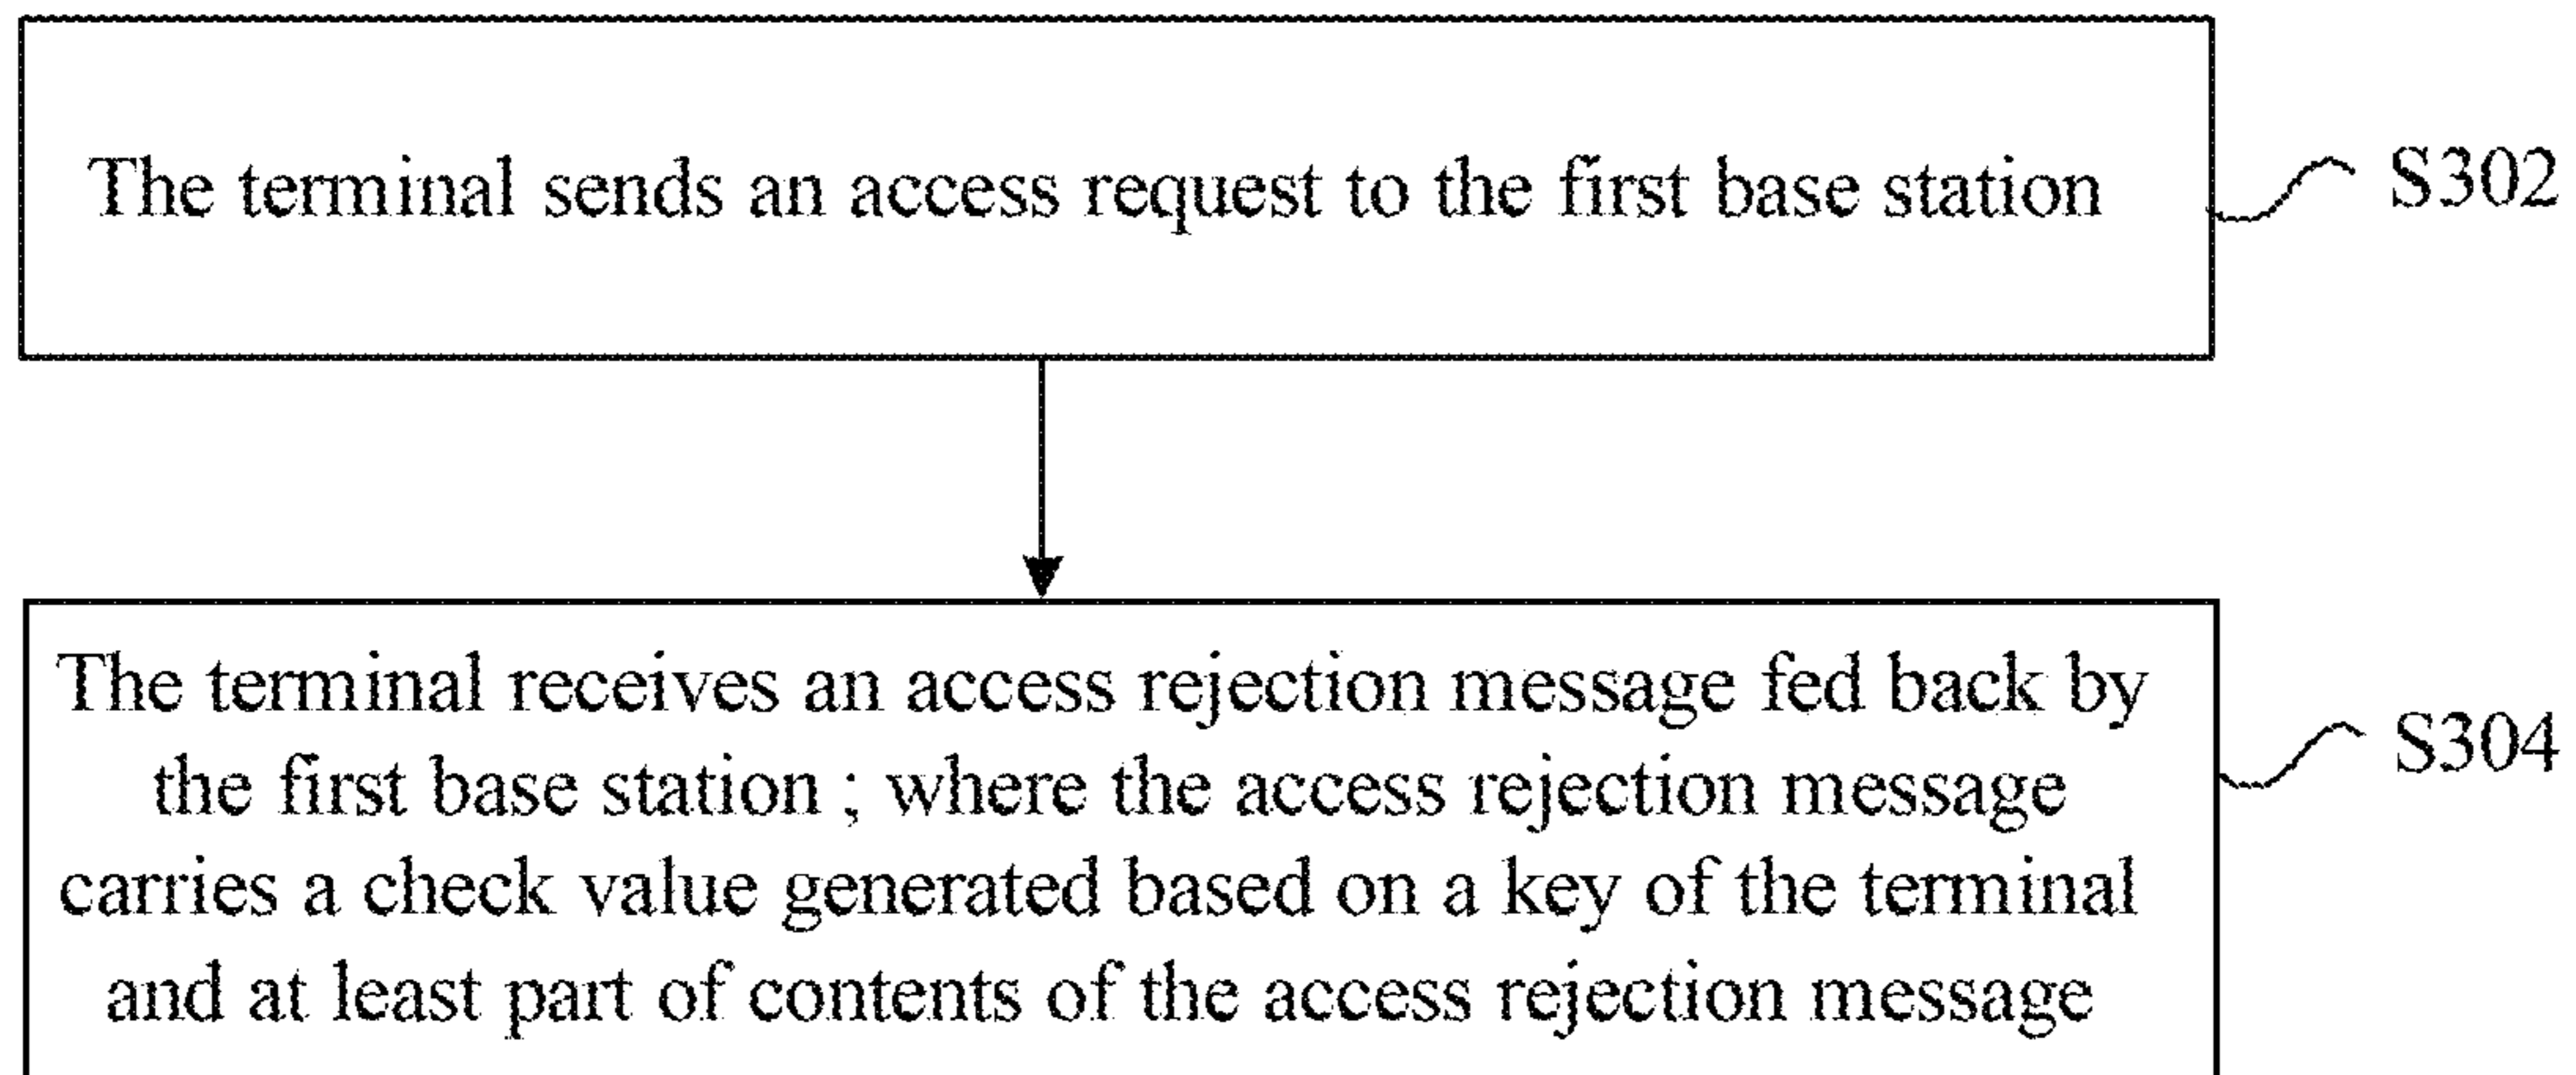 The terminal sends an access request to the first base station
S302
The terminal receives an access rejection message fed back by
the first base station ; where the access rejection message
carries a check value generated based on a key of the terminal
and at least part of contents of the access rejection message
S304